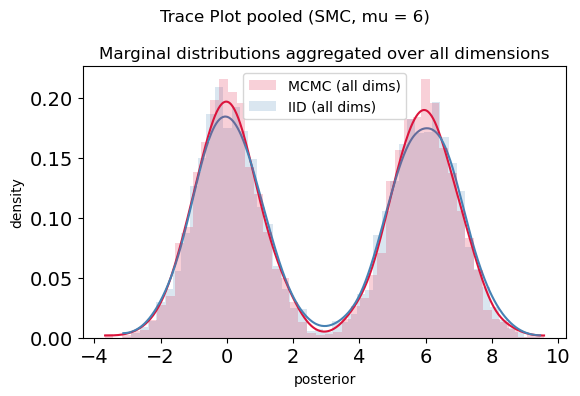 Trace Plot pooled (SMC, mu = 6)
Marginal distributions aggregated over all dimensions
MCMC (all dims)
IID (all dims)
density
0.20
0.15
0.10
0.05
0.00
−4 −2 0 2 4 6 8 10
posterior